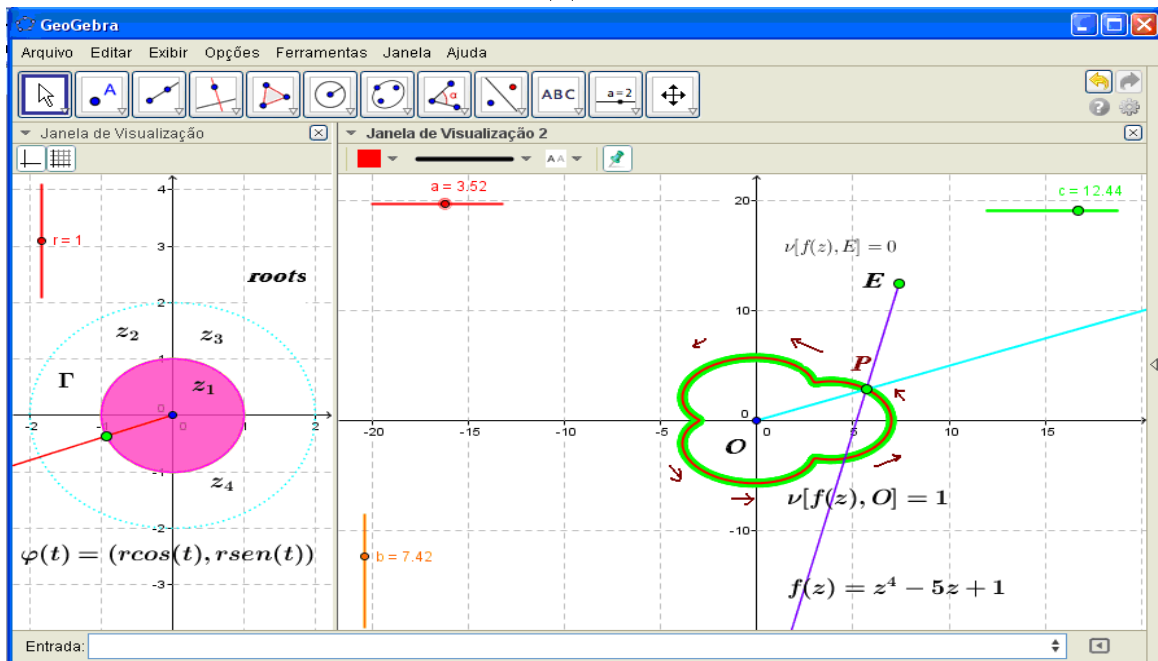 GeoGebra
Arquivo Editar Exibir Opções Ferramentas Janela Ajuda
A α ABC a=2
Janela de Visualização
Janela de Visualização 2
AA
r = 1
roots
z₂ z₃
Γ
z₁
z₄
4
3
2
1
0
-1
-2
-3
-2 -1 0 1 2
φ(t) = (rcos(t), rsen(t))
a = 3.52
c = 12.44
ν[f(z), E] = 0
E
P
O
20
10
0
-10
-20 -15 -10 -5 0 5 10 15
ν[f(z), O] = 1
b = 7.42
f(z) = z⁴ − 5z + 1
Entrada: